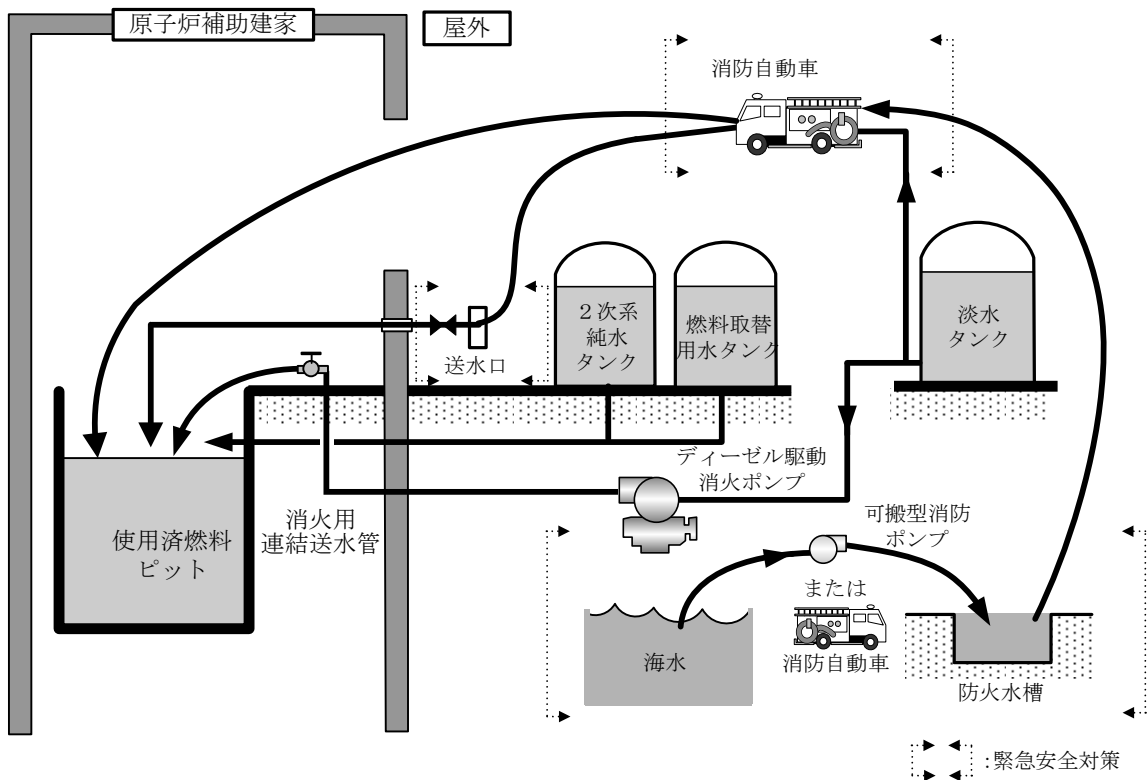 原子炉補助建家
屋外
消防自動車
2次系
純水
タンク
燃料取替
用水タンク
淡水
タンク
送水口
ディーゼル駆動
消火ポンプ
消火用
連結送水管
使用済燃料
ピット
可搬型消防
ポンプ
または
消防自動車
海水
防火水槽
:緊急安全対策